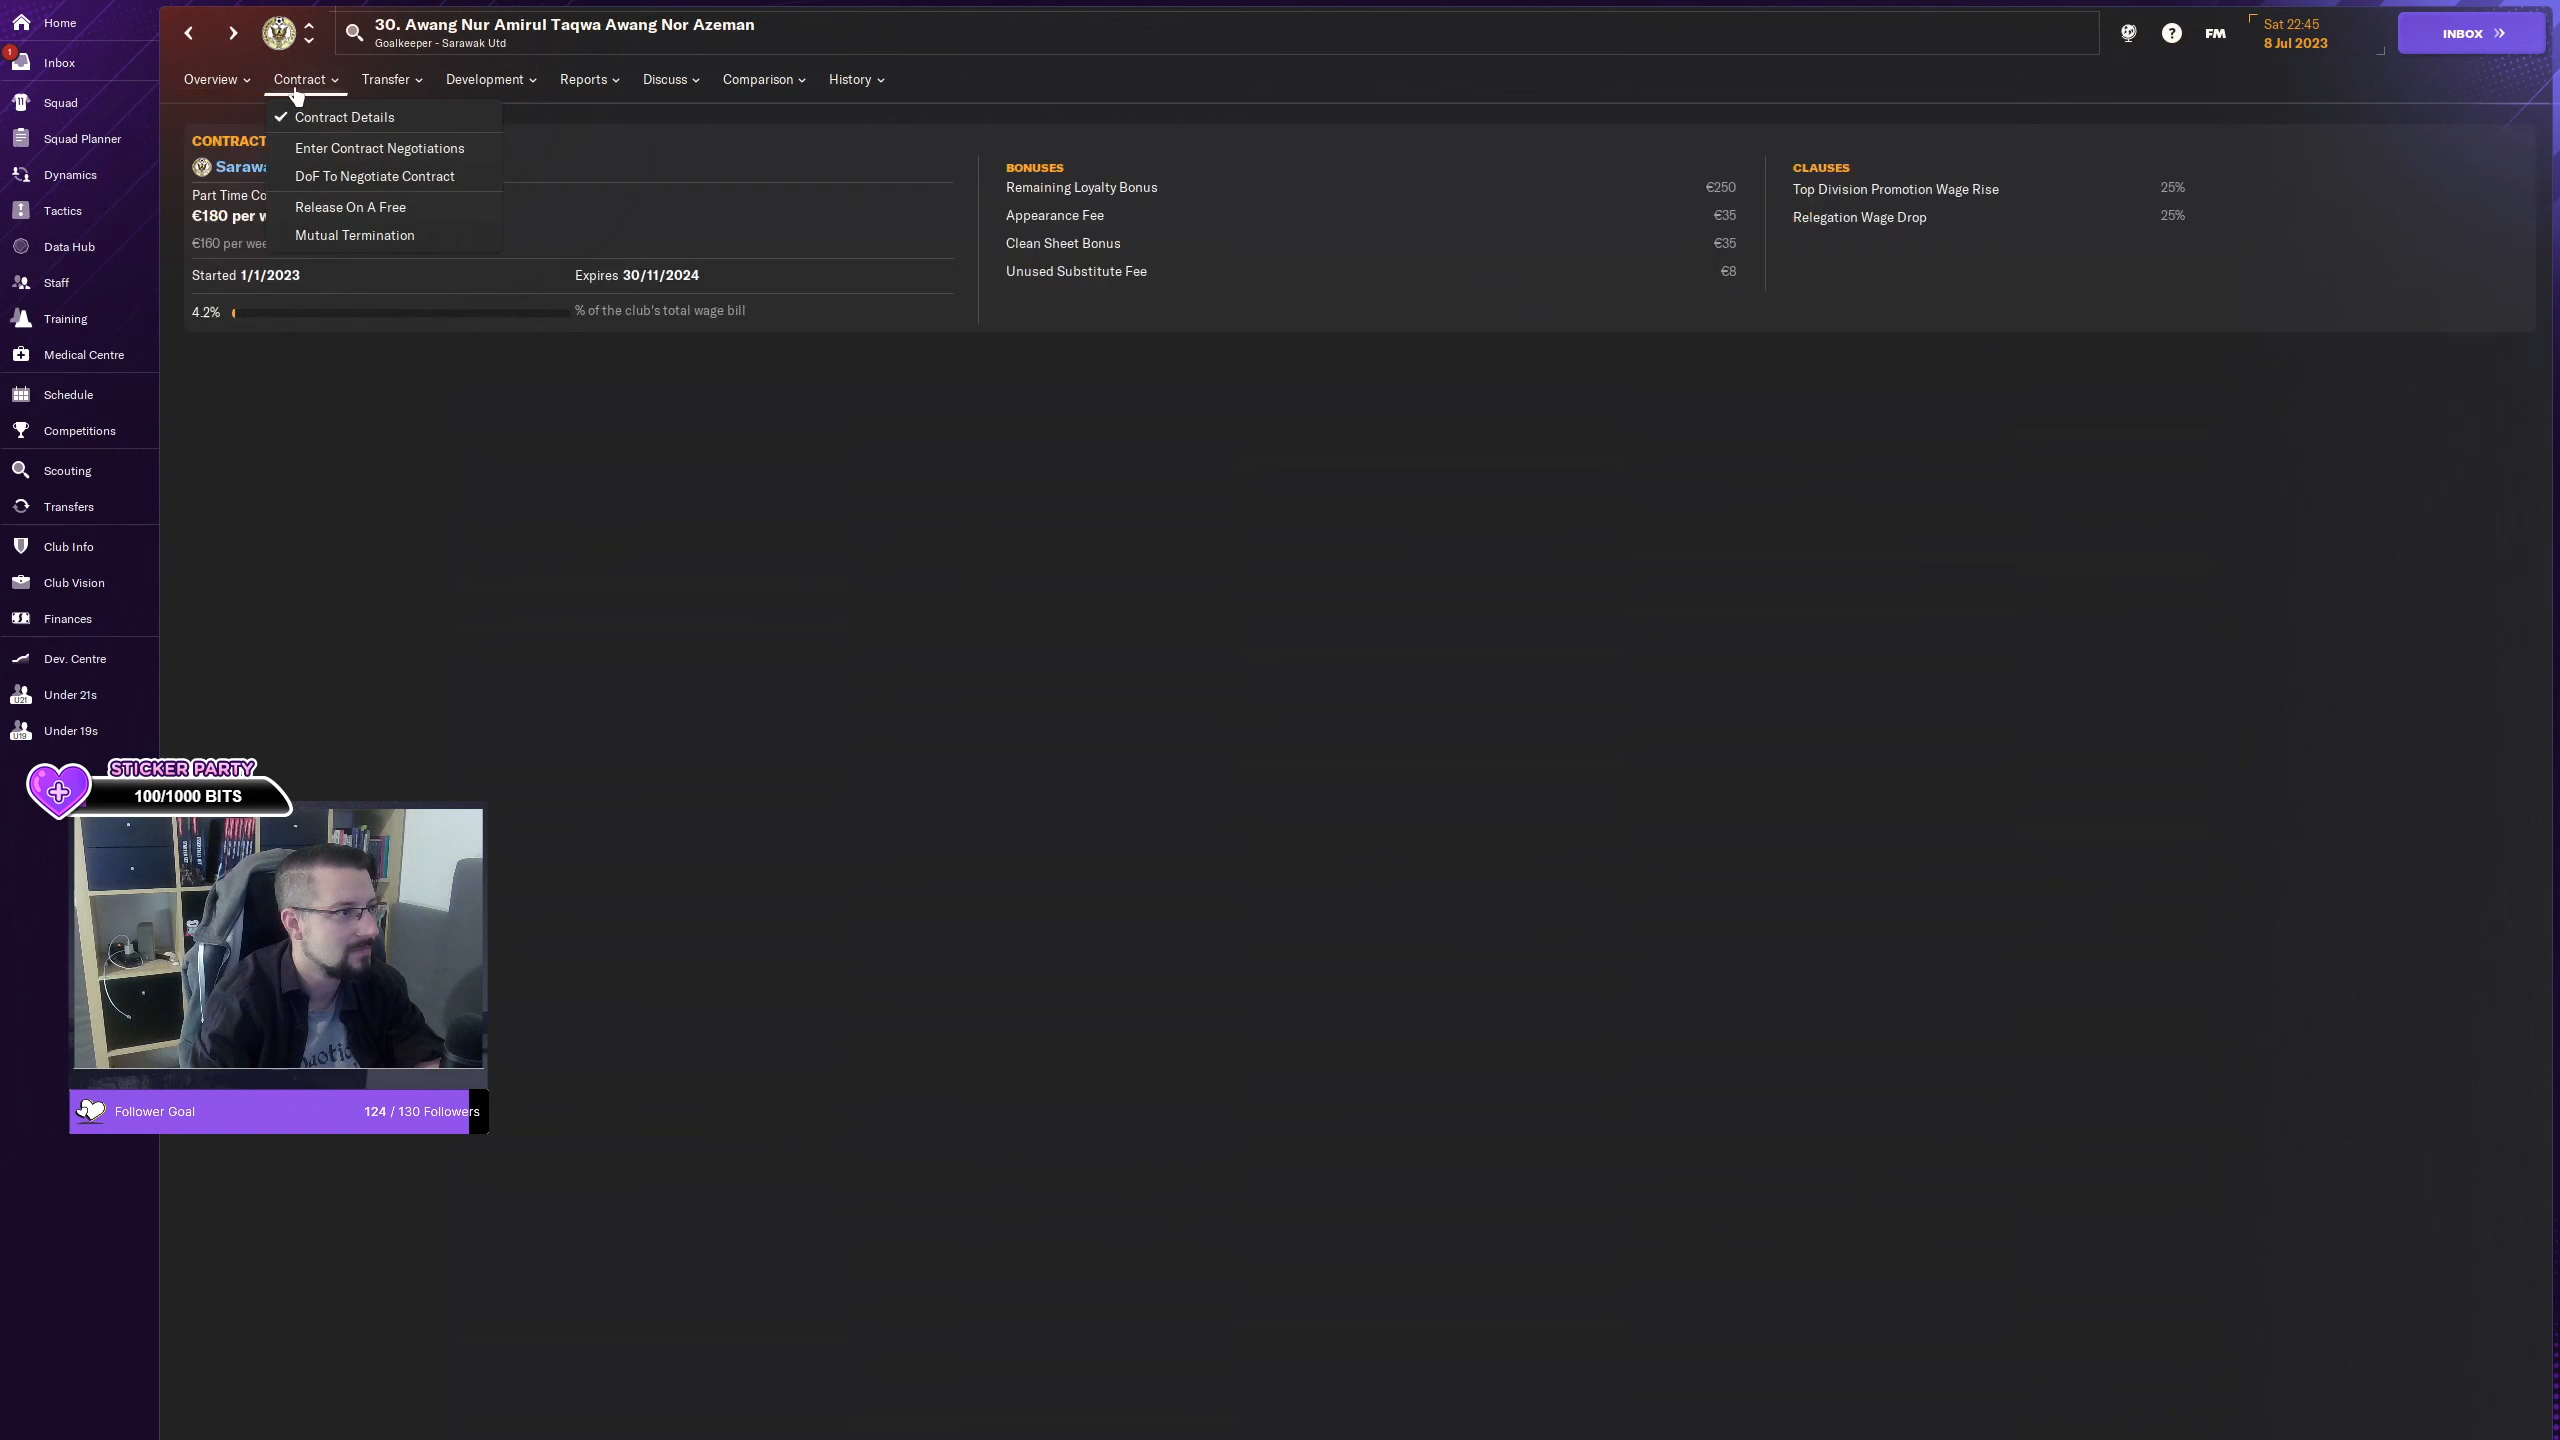 Home
1
Inbox
Squad
Squad Planner
Dynamics
Tactics
Data Hub
Staff
Training
Medical Centre
Schedule
Competitions
Scouting
Transfers
Club Info
Club Vision
Finances
Dev. Centre
U21
Under 21s
U19
Under 19s
30. Awang Nur Amirul Taqwa Awang Nor Azeman
Goalkeeper - Sarawak Utd
?
FM
Sat 22:45
8 Jul 2023
INBOX
Overview
Contract
Transfer
Development
Reports
Discuss
Comparison
History
Contract Details
Enter Contract Negotiations
DoF To Negotiate Contract
Release On A Free
Mutual Termination
CONTRACT
Sarawa
Part Time Co
€180 per w
€160 per wee
Started 1/1/2023
Expires 30/11/2024
4.2%
% of the club's total wage bill
BONUSES
Remaining Loyalty Bonus €250
Appearance Fee €35
Clean Sheet Bonus €35
Unused Substitute Fee €8
CLAUSES
Top Division Promotion Wage Rise 25%
Relegation Wage Drop 25%
STICKER PARTY
100/1000 BITS
Follower Goal
124 / 130 Followers